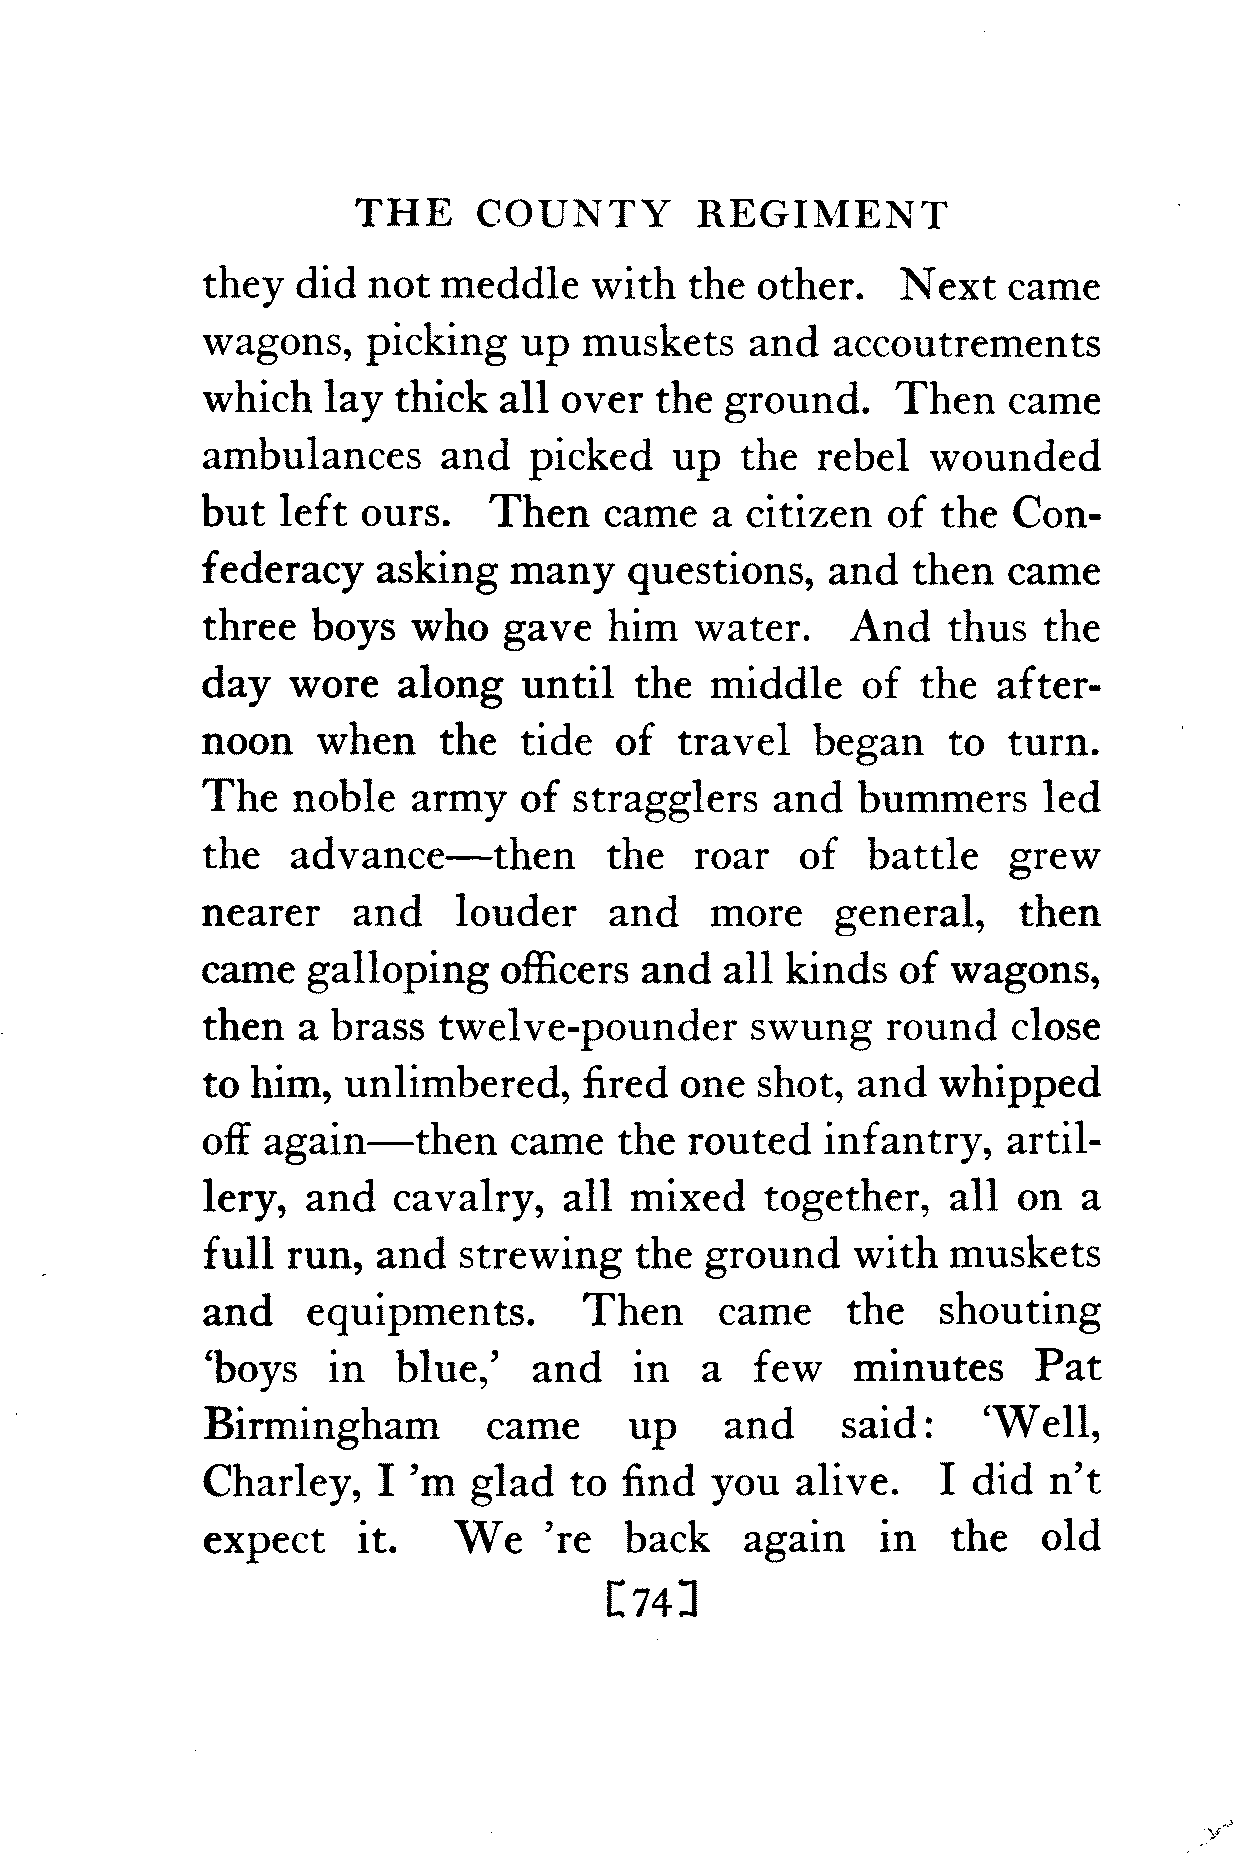 THE COUNTY REGIMENT
they did not meddle with the other. Next came
wagons, picking up muskets and accoutrements
which lay thick all over the ground. Then came
ambulances and picked up the rebel wounded
but left ours. Then came a citizen of the Con-
federacy asking many questions, and then came
three boys who gave him water. And thus the
day wore along until the middle of the after-
noon when the tide of travel began to turn.
The noble army of stragglers and bummers led
the advance—then the roar of battle grew
nearer and louder and more general, then
came galloping officers and all kinds of wagons,
then a brass twelve-pounder swung round close
to him, unlimbered, fired one shot, and whipped
off again—then came the routed infantry, artil-
lery, and cavalry, all mixed together, all on a
full run, and strewing the ground with muskets
and equipments. Then came the shouting
‘boys in blue,’ and in a few minutes Pat
Birmingham came up and said: ‘Well,
Charley, I ’m glad to find you alive. I did n’t
expect it. We ’re back again in the old
[74]